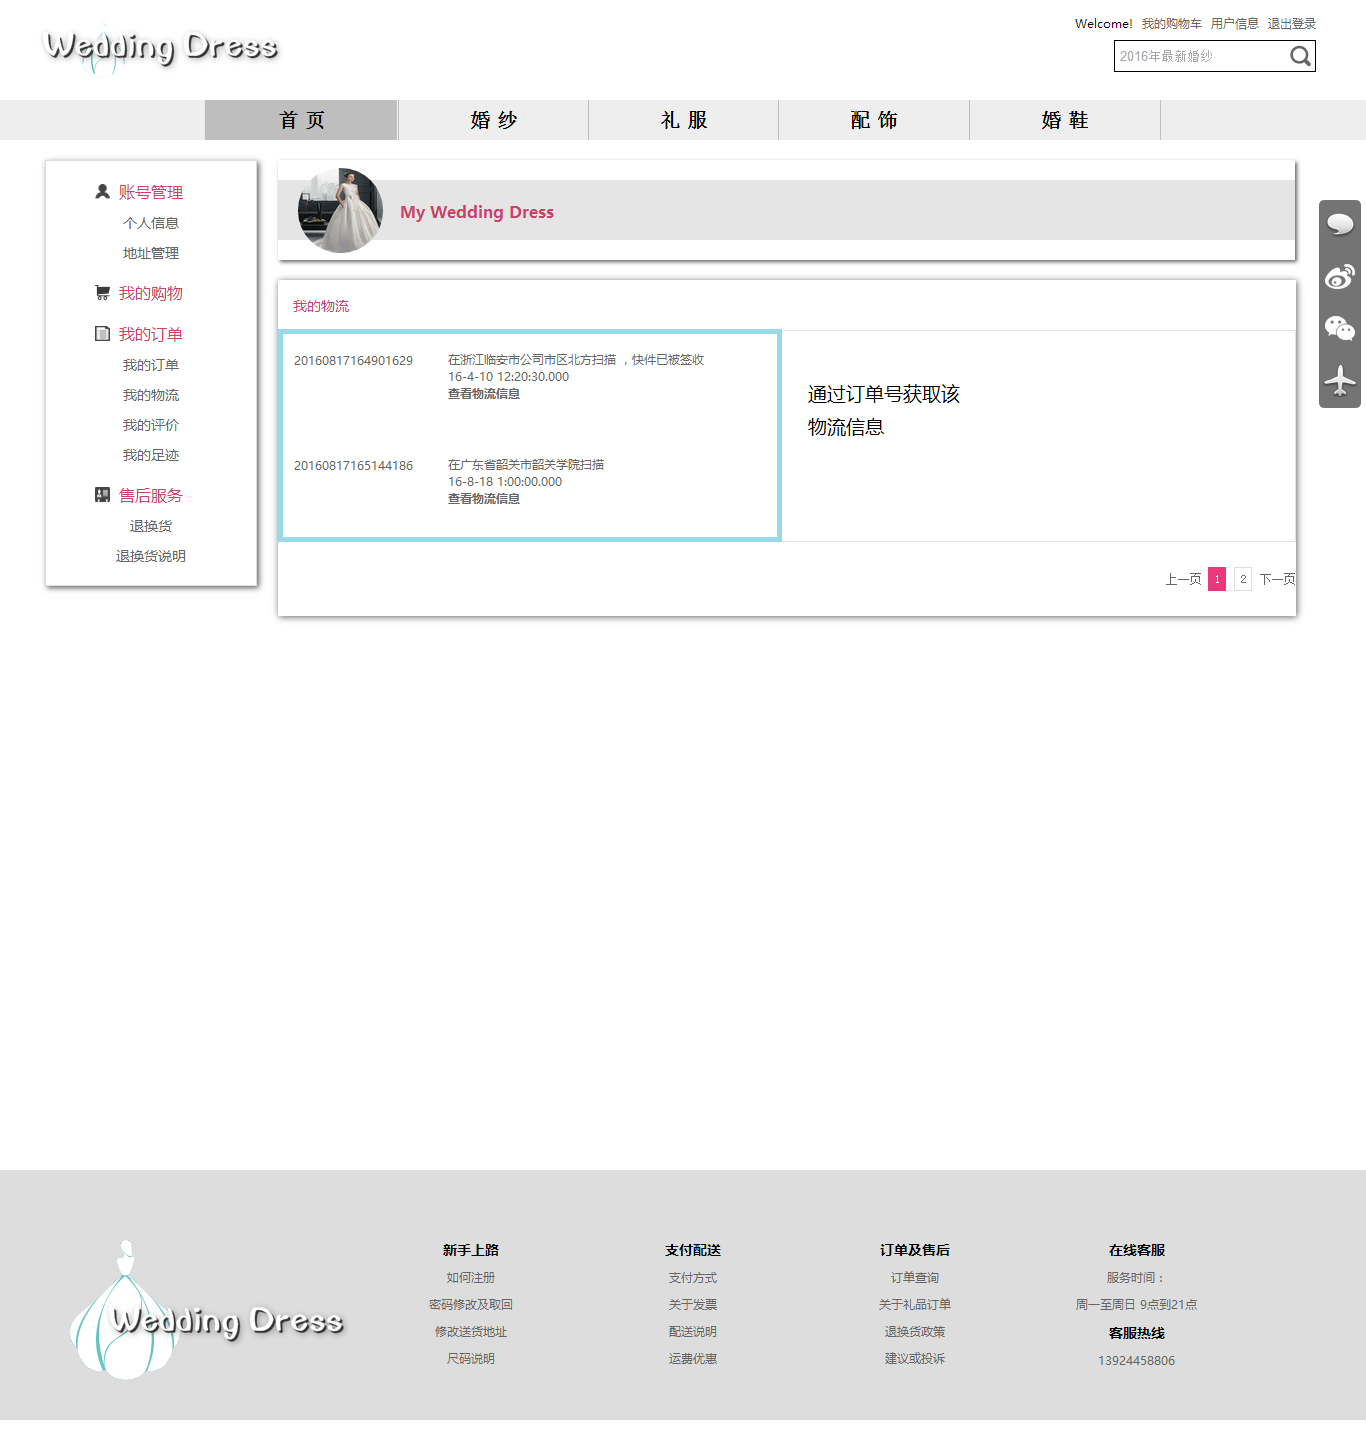 Wedding Dress
Welcome! 我的购物车 用户信息 退出登录
2016年最新婚纱
首 页 婚 纱 礼 服 配 饰 婚 鞋
账号管理
个人信息
地址管理
我的购物
我的订单
我的订单
我的物流
我的评价
我的足迹
售后服务
退换货
退换货说明
My Wedding Dress
我的物流
20160817164901629 在浙江临安市公司市区北方扫描 ，快件已被签收
16-4-10 12:20:30.000
查看物流信息
20160817165144186 在广东省韶关市韶关学院扫描
16-8-18 1:00:00.000
查看物流信息
通过订单号获取该
物流信息
上一页 1 2 下一页
Wedding Dress
新手上路
如何注册
密码修改及取回
修改送货地址
尺码说明
支付配送
支付方式
关于发票
配送说明
运费优惠
订单及售后
订单查询
关于礼品订单
退换货政策
建议或投诉
在线客服
服务时间：
周一至周日 9点到21点
客服热线
13924458806